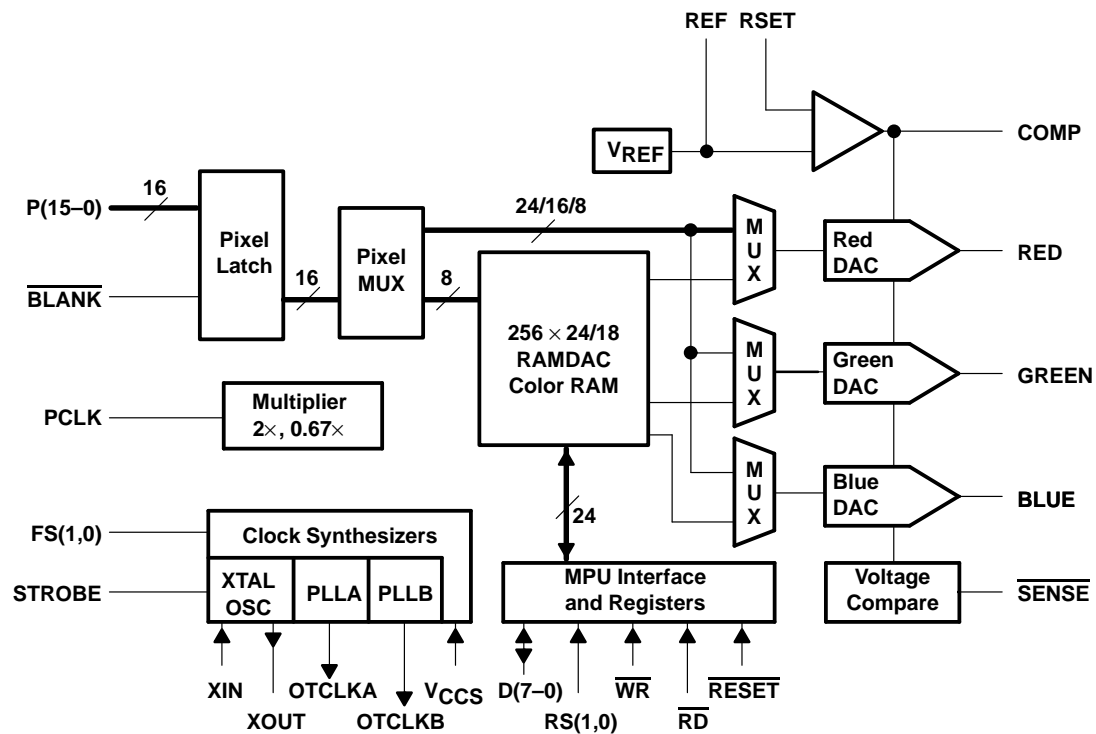 REF RSET
COMP
VREF
16
P(15–0)
24/16/8
Pixel
Latch
Pixel
MUX
MUX
Red
DAC
RED
BLANK
16
8
256 × 24/18
RAMDAC
Color RAM
MUX
Green
DAC
GREEN
PCLK
Multiplier
2×, 0.67×
MUX
Blue
DAC
BLUE
24
FS(1,0)
Clock Synthesizers
STROBE
XTAL
OSC
PLLA
PLLB
MPU Interface
and Registers
Voltage
Compare
SENSE
XIN
XOUT
OTCLKA
OTCLKB
VCCS
D(7–0)
RS(1,0)
WR
RD
RESET